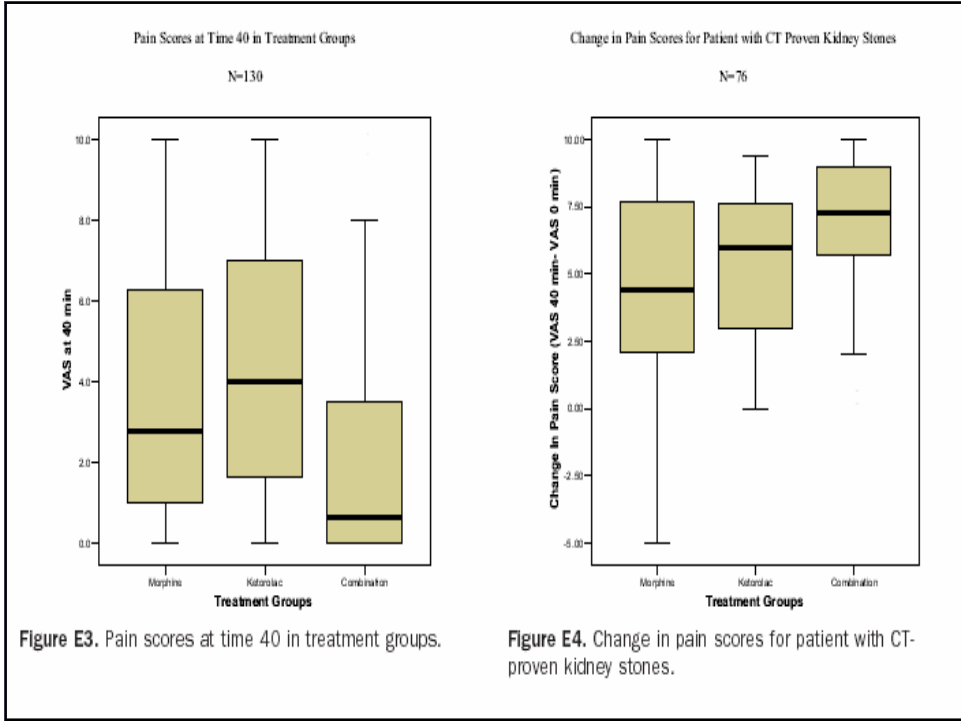 Pain Scores at Time 40 in Treatment Groups
N=130
VAS at 40 min
10.0
8.0
6.0
4.0
2.0
0.0
Morphine Ketorolac Combination
Treatment Groups
Figure E3. Pain scores at time 40 in treatment groups.
Change in Pain Scores for Patient with CT Proven Kidney Stones
N=76
Change In Pain Score (VAS 40 min- VAS 0 min)
10.00
7.50
5.00
2.50
0.00
-2.50
-5.00
Morphine Ketorolac Combination
Treatment Groups
Figure E4. Change in pain scores for patient with CT-
proven kidney stones.